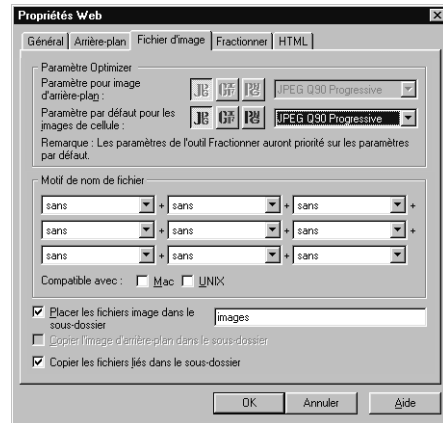 Propriétés Web
Général Arrière-plan Fichier d'image Fractionner HTML
Paramètre Optimizer
Paramètre pour image
d'arrière-plan :
JPEG Q90 Progressive
Paramètre par défaut pour les
images de cellule :
JPEG Q90 Progressive
Remarque : Les paramètres de l'outil Fractionner auront priorité sur les paramètres
par défaut.
Motif de nom de fichier
sans + sans + sans +
sans + sans + sans +
sans + sans + sans
Compatible avec : Mac UNIX
Placer les fichiers image dans le
sous-dossier
images
Copier l'image d'arrière-plan dans le sous-dossier
Copier les fichiers liés dans le sous-dossier
OK Annuler Aide